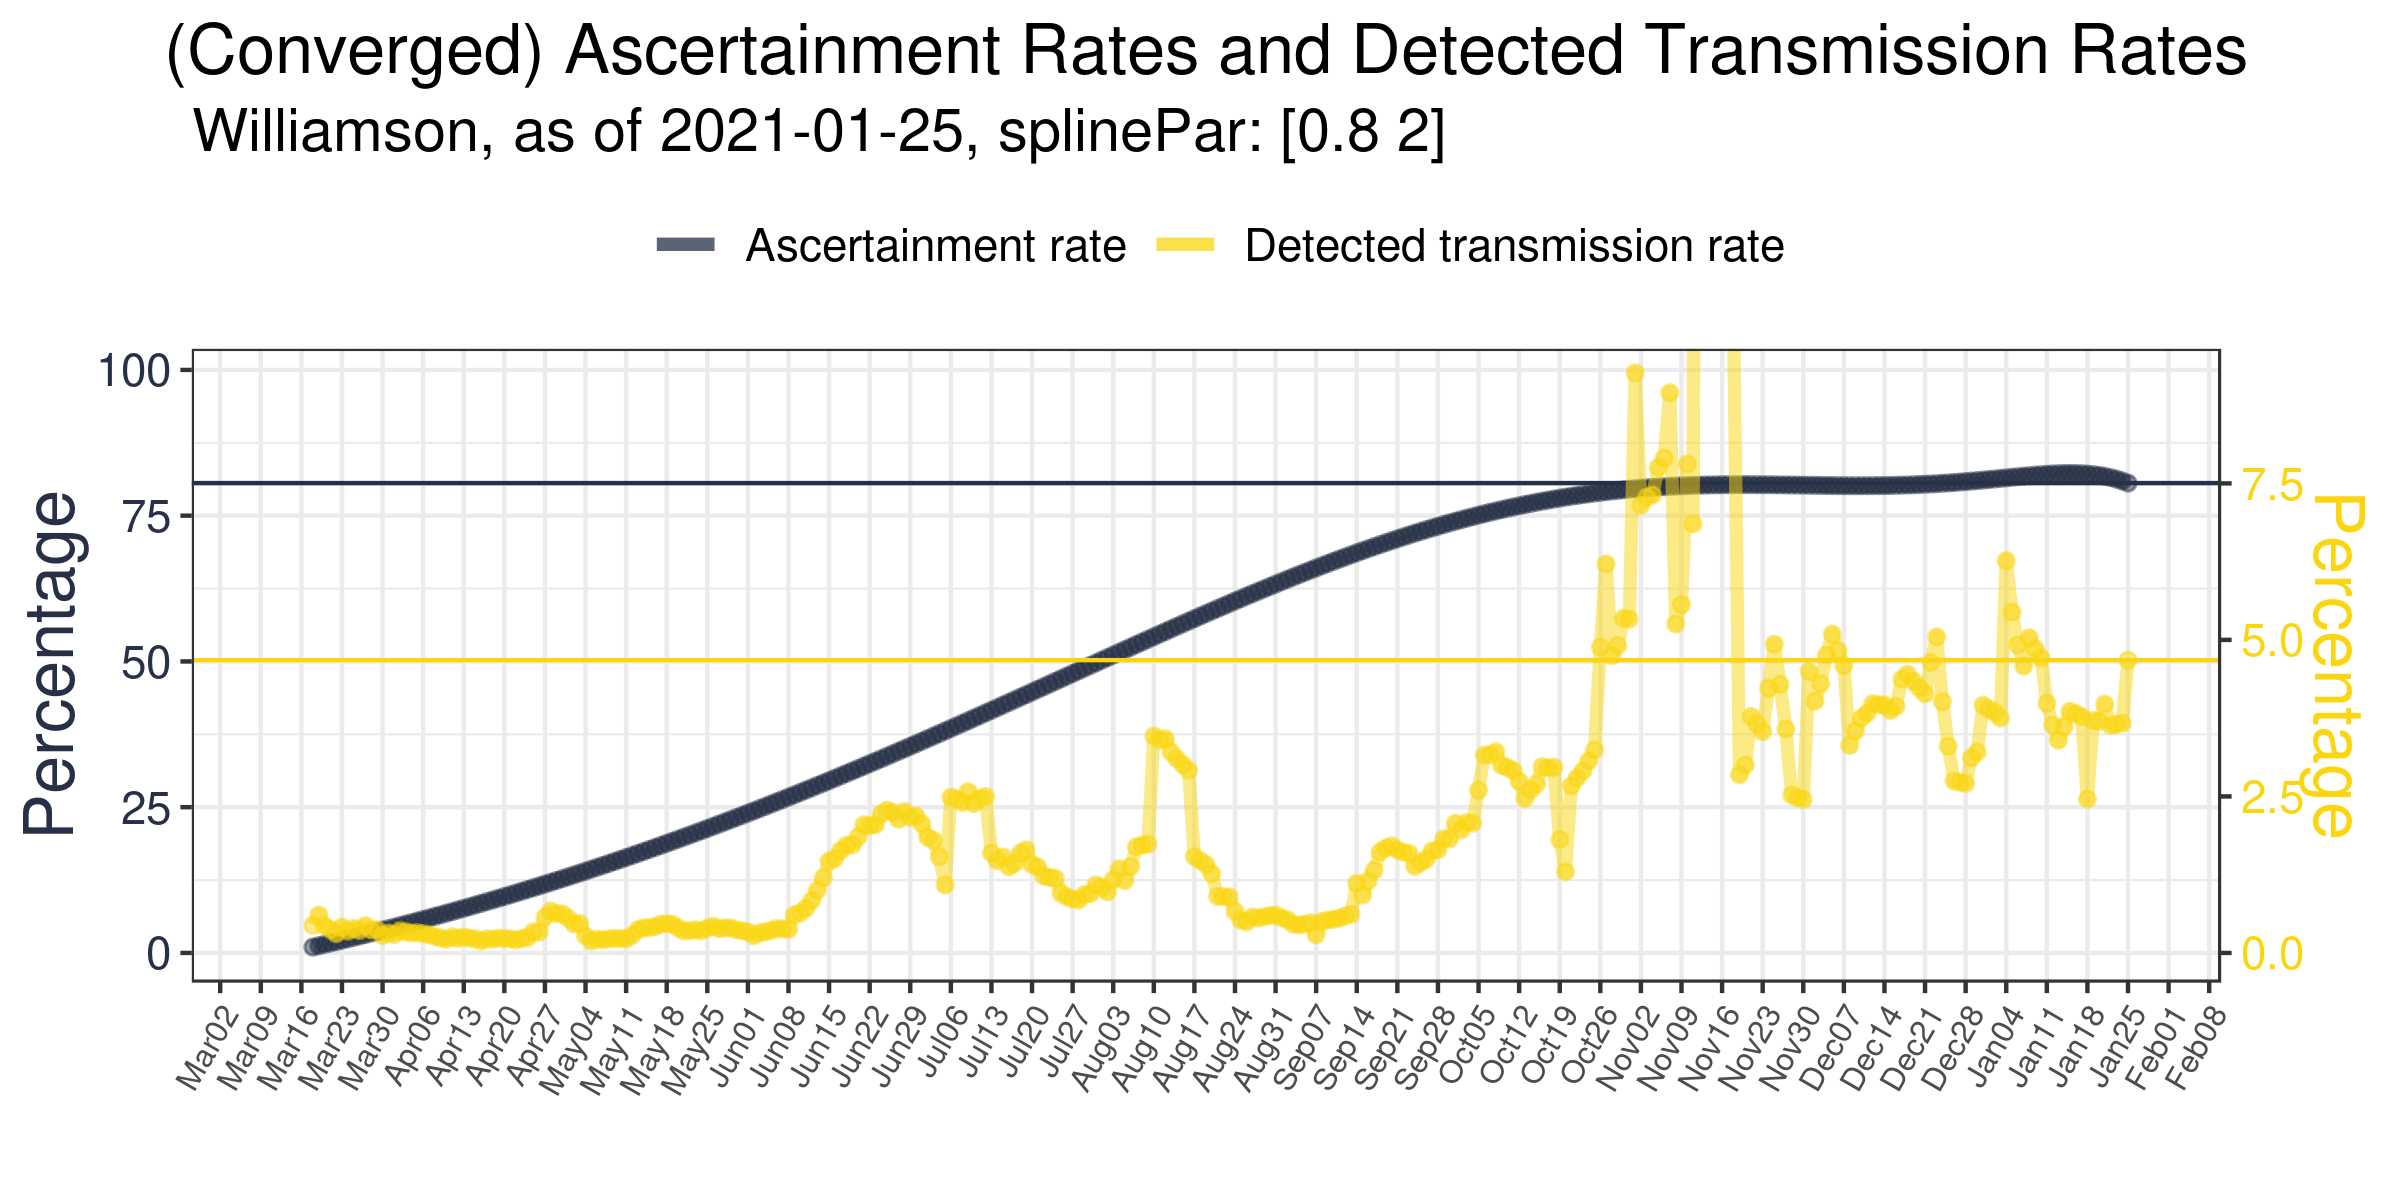 (Converged) Ascertainment Rates and Detected Transmission Rates
Williamson, as of 2021-01-25, splinePar: [0.8 2]
Ascertainment rate
Detected transmission rate
Percentage
100
75
50
25
0
7.5
5.0
2.5
0.0
Percentage
Mar02
Mar09
Mar16
Mar23
Mar30
Apr06
Apr13
Apr20
Apr27
May04
May11
May18
May25
Jun01
Jun08
Jun15
Jun22
Jun29
Jul06
Jul13
Jul20
Jul27
Aug03
Aug10
Aug17
Aug24
Aug31
Sep07
Sep14
Sep21
Sep28
Oct05
Oct12
Oct19
Oct26
Nov02
Nov09
Nov16
Nov23
Nov30
Dec07
Dec14
Dec21
Dec28
Jan04
Jan11
Jan18
Jan25
Feb01
Feb08